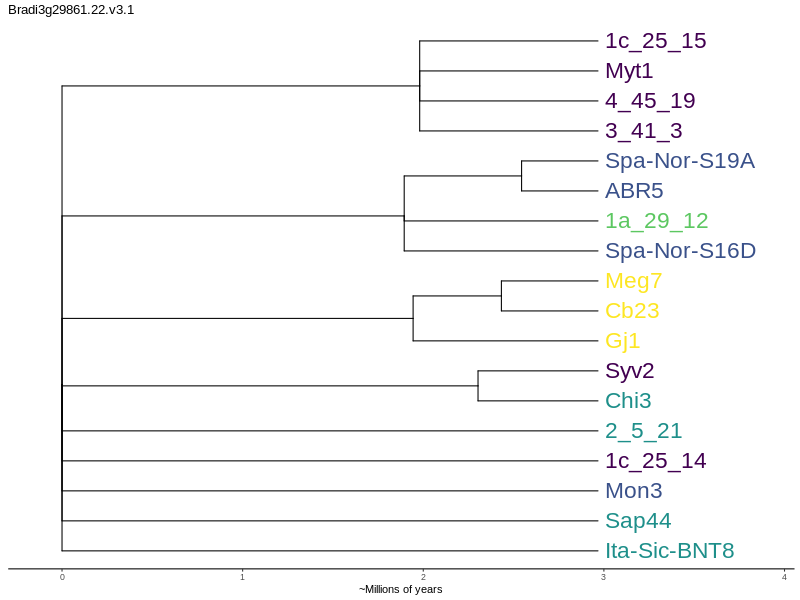 Bradi3g29861.22.v3.1
1c_25_15
Myt1
4_45_19
3_41_3
Spa-Nor-S19A
ABR5
1a_29_12
Spa-Nor-S16D
Meg7
Cb23
Gj1
Syv2
Chi3
2_5_21
1c_25_14
Mon3
Sap44
Ita-Sic-BNT8
0 1 2 3 4
~Millions of years